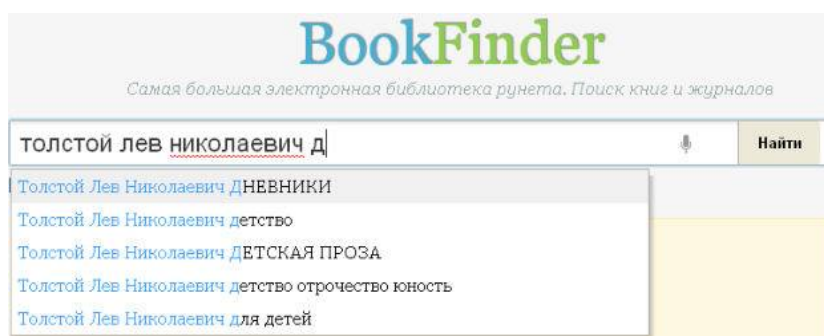 BookFinder
Самая большая электронная библиотека рунета. Поиск книг и журналов
толстой лев николаевич д
Найти
Толстой Лев Николаевич ДНЕВНИКИ
Толстой Лев Николаевич детство
Толстой Лев Николаевич ДЕТСКАЯ ПРОЗА
Толстой Лев Николаевич детство отрочество юность
Толстой Лев Николаевич для детей